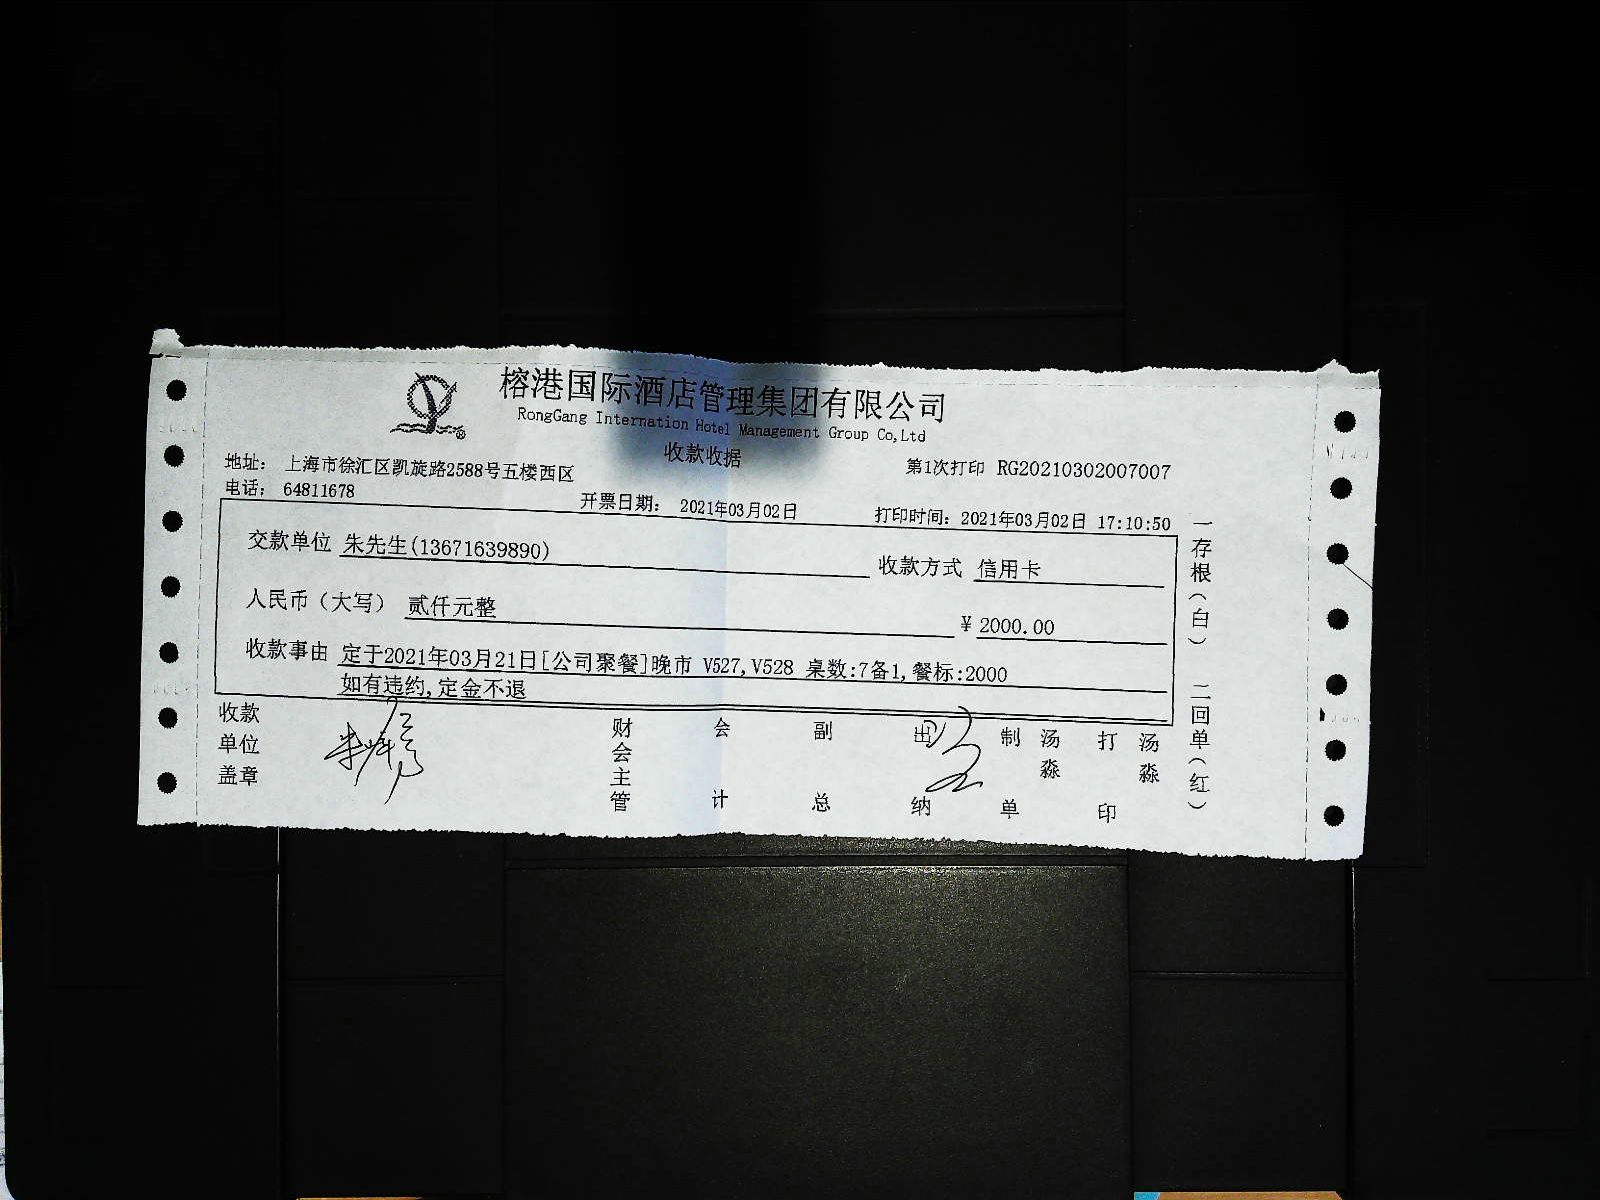 榕港国际酒店管理集团有限公司
RongGang Internation Hotel Management Group Co,Ltd
收款收据
地址： 上海市徐汇区凯旋路2588号五楼西区
第1次打印 RG20210302007007
电话： 64811678
开票日期： 2021年03月02日
打印时间：2021年03月02日 17:10:50
交款单位 朱先生(13671639890)
收款方式 信用卡
人民币（大写） 贰仟元整
￥2000.00
收款事由 定于2021年03月21日[公司聚餐]晚市 V527,V528 桌数:7备1,餐标:2000
如有违约,定金不退
收款单位盖章
财会主管
会计
副总
出纳
制单
汤淼
打印
汤淼
一存根（白）
二回单（红）